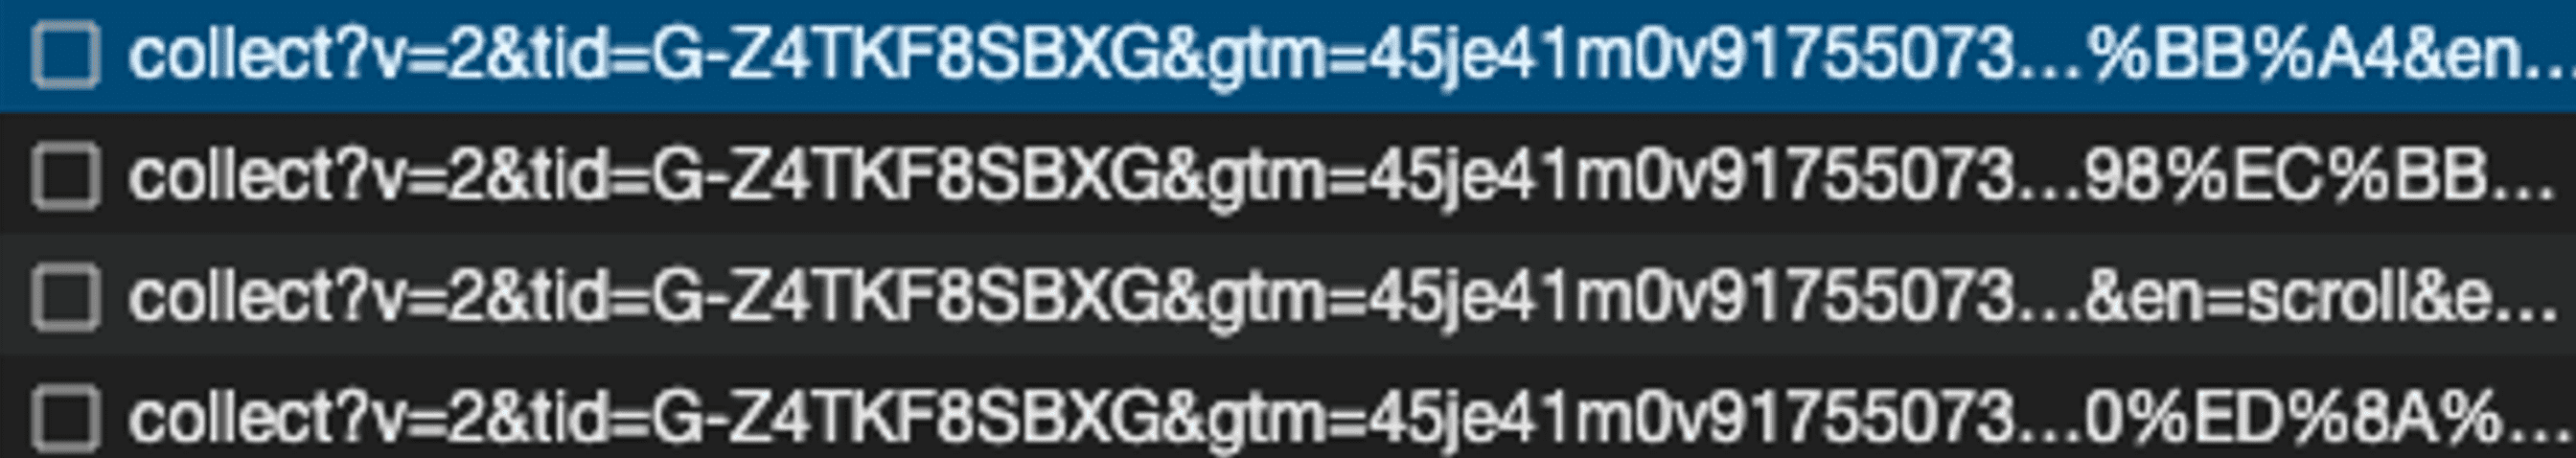 collect?v=2&tid=G-Z4TKF8SBXG&gtm=45je41m0v91755073…%BB%A4&en…
collect?v=2&tid=G-Z4TKF8SBXG&gtm=45je41m0v91755073…98%EC%BB…
collect?v=2&tid=G-Z4TKF8SBXG&gtm=45je41m0v91755073…&en=scroll&e…
collect?v=2&tid=G-Z4TKF8SBXG&gtm=45je41m0v91755073…0%ED%8A%…